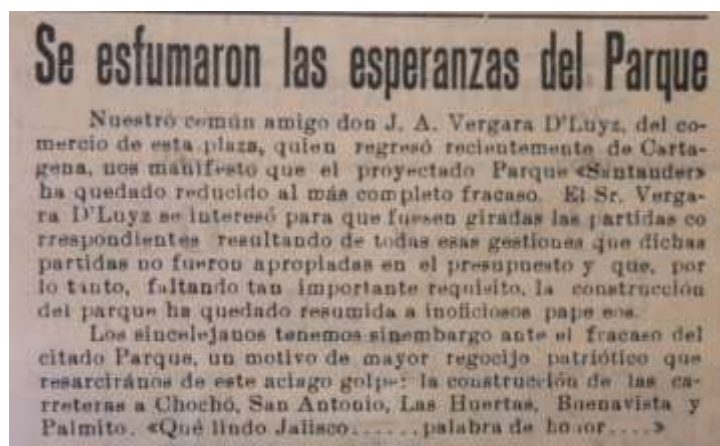 Se esfumaron las esperanzas del Parque
Nuestro común amigo don J. A. Vergara D'Luyz, del co-
mercio de esta plaza, quien regresó recientemente de Carta-
gena, nos manifestó que el proyectado Parque «Santander»
ha quedado reducido al más completo fracaso. El Sr. Verga-
ra D'Luyz se interesó para que fuesen giradas las partidas co
rrespondientes resultando de todas esas gestiones que dichas
partidas no fueron apropiadas en el presupuesto y que, por
lo tanto, faltando tan importante requisito, la construcción
del parque ha quedado resumida a inoficiosos pape eos.
Los sincelejanos tenemos sinembargo ante el fracaso del
citado Parque, un motivo de mayor regocijo patriótico que
resarcirános de este aciago golpe: la construcción de las ca-
rreteras a Chochó, San Antonio, Las Huertas, Buenavista y
Palmito. «Qué lindo Jalisco......palabra de honor....»